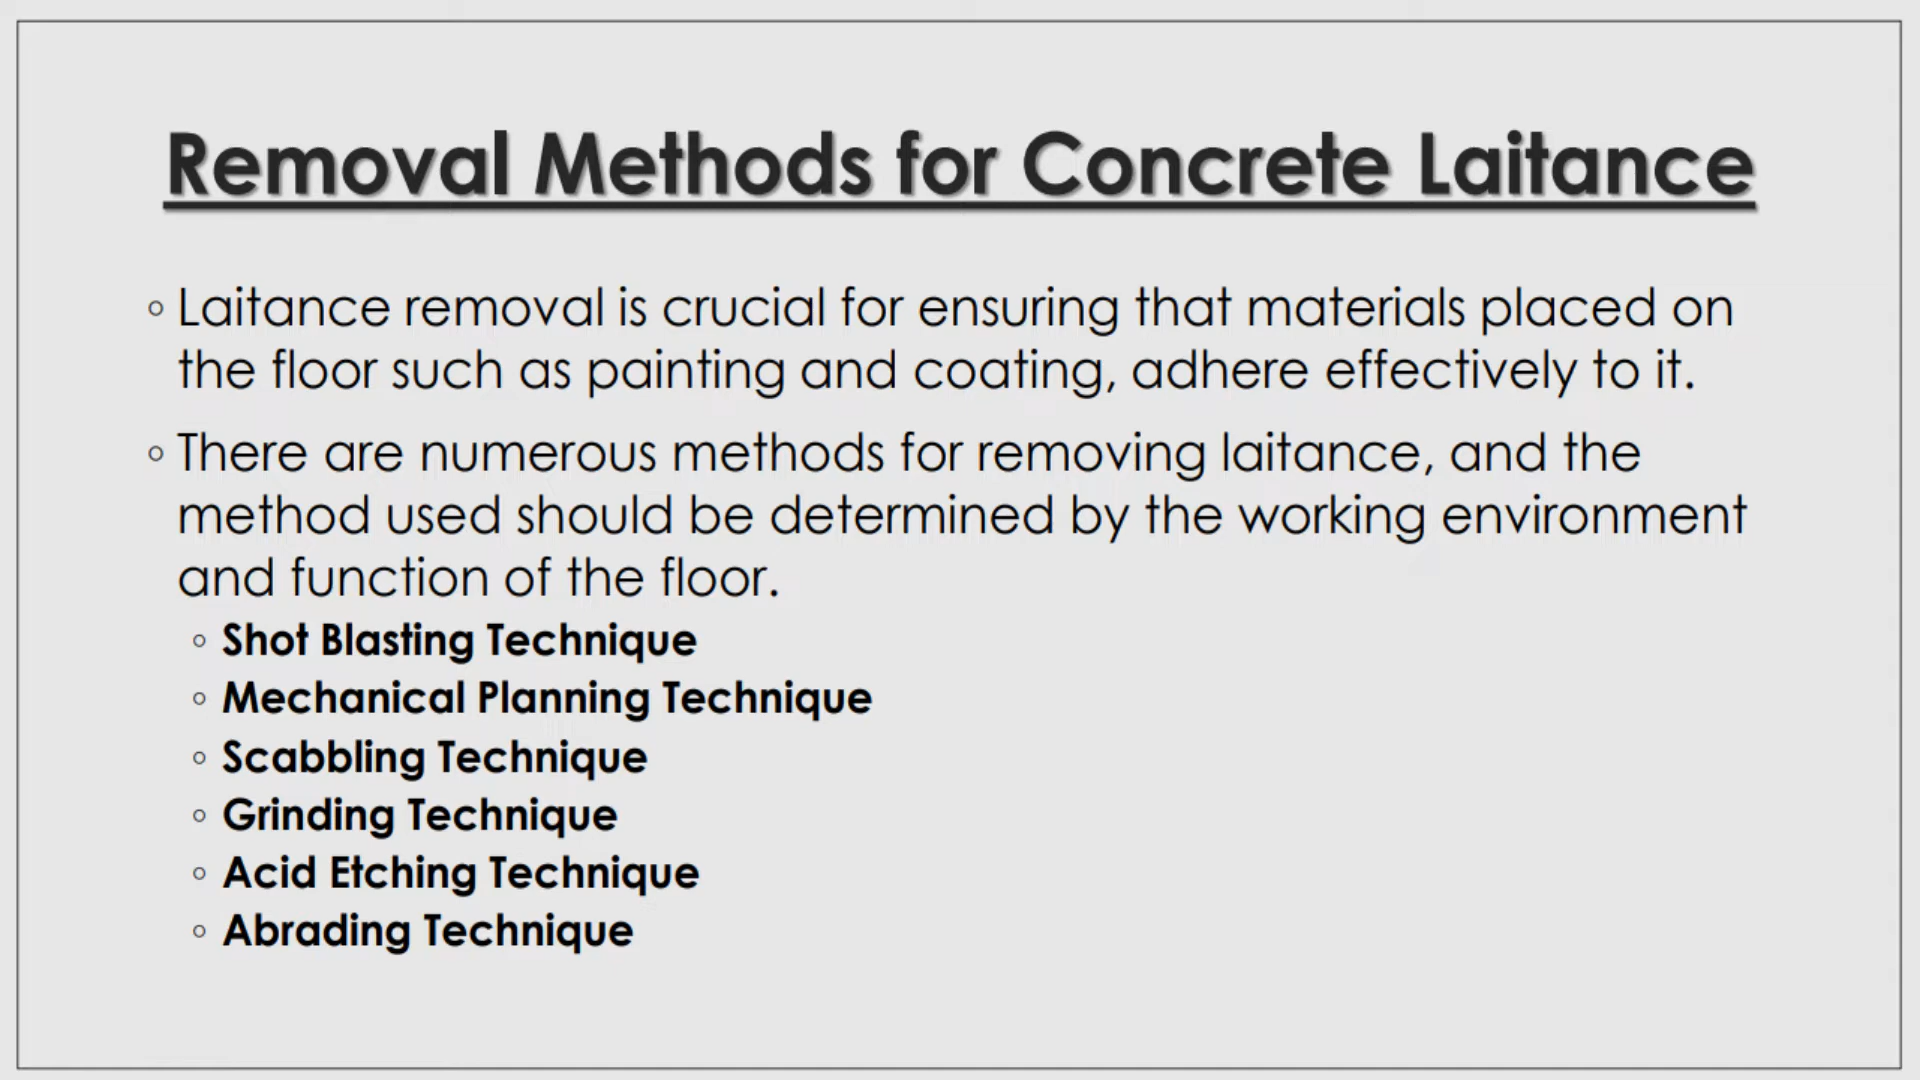 Removal Methods for Concrete Laitance
◦ Laitance removal is crucial for ensuring that materials placed on
the floor such as painting and coating, adhere effectively to it.
◦ There are numerous methods for removing laitance, and the
method used should be determined by the working environment
and function of the floor.
◦ Shot Blasting Technique
◦ Mechanical Planning Technique
◦ Scabbling Technique
◦ Grinding Technique
◦ Acid Etching Technique
◦ Abrading Technique